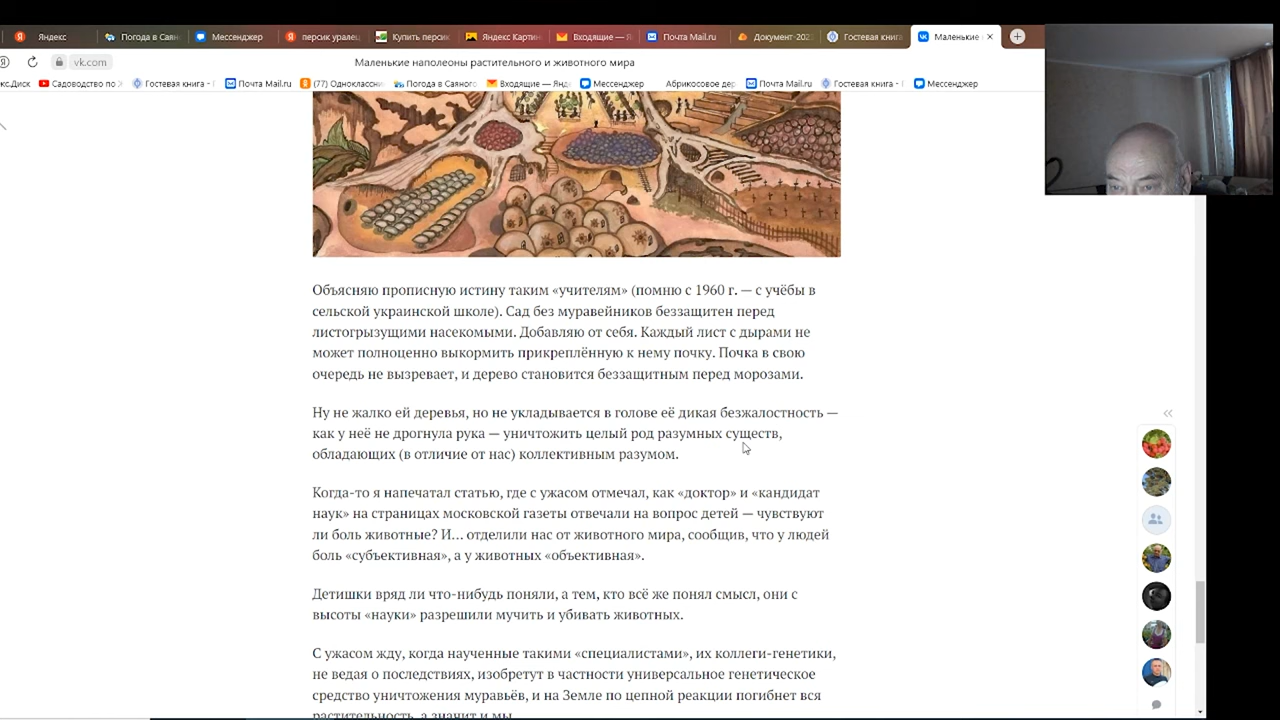 Яндекс
Погода в Саян
Мессенджер
персик уралец
Купить персик
Яндекс Картин
Входящие — Я
Почта Mail.ru
Документ-202
Гостевая книга
Маленькие
vk.com
Маленькие наполеоны растительного и животного мира
кс.Диск
Садоводство по
Гостевая книга -
Почта Mail.ru
(77) Одноклассн
Погода в Саяного
Входящие — Янд
Мессенджер
Абрикосовое дер
Почта Mail.ru
Гостевая книга -
Мессенджер
Объясняю прописную истину таким «учителям» (помню с 1960 г. — с учёбы в
сельской украинской школе). Сад без муравейников беззащитен перед
листогрызущими насекомыми. Добавляю от себя. Каждый лист с дырами не
может полноценно выкормить прикреплённую к нему почку. Почка в свою
очередь не вызревает, и дерево становится беззащитным перед морозами.
Ну не жалко ей деревья, но не укладывается в голове её дикая безжалостность —
как у неё не дрогнула рука — уничтожить целый род разумных существ,
обладающих (в отличие от нас) коллективным разумом.
Когда-то я напечатал статью, где с ужасом отмечал, как «доктор» и «кандидат
наук» на страницах московской газеты отвечали на вопрос детей — чувствуют
ли боль животные? И… отделили нас от животного мира, сообщив, что у людей
боль «субъективная», а у животных «объективная».
Детишки вряд ли что-нибудь поняли, а тем, кто всё же понял смысл, они с
высоты «науки» разрешили мучить и убивать животных.
С ужасом жду, когда наученные такими «специалистами», их коллеги-генетики,
не ведая о последствиях, изобретут в частности универсальное генетическое
средство уничтожения муравьёв, и на Земле по цепной реакции погибнет вся
растительность, а значит и мы.